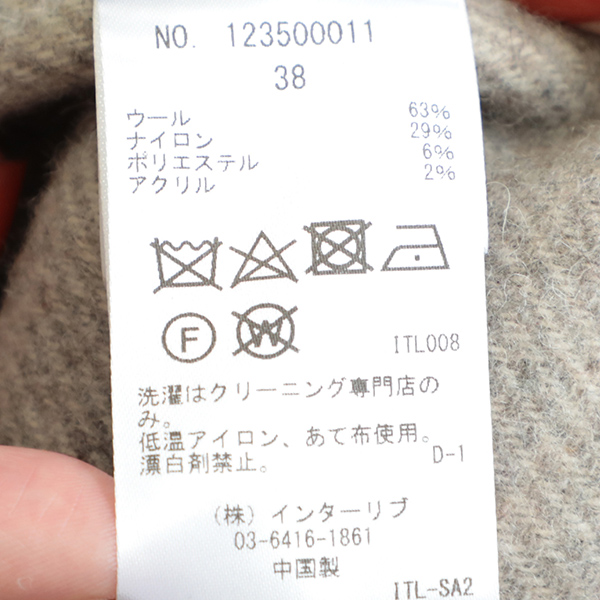 NO. 123500011
38
ウール 63%
ナイロン 29%
ポリエステル 6%
アクリル 2%
F W
ITL008
洗濯はクリーニング専門店の
み。
低温アイロン、あて布使用。
漂白剤禁止。 D-1
(株)インターリブ
03-6416-1861
中国製
ITL-SA2